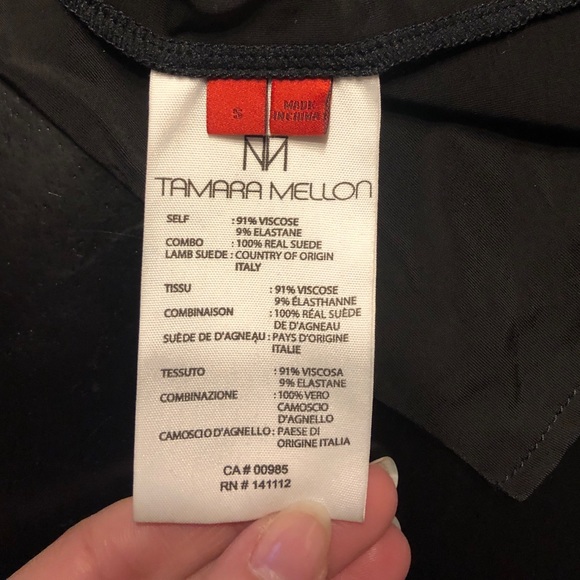 S
MADE
IN CHINA
TAMARA MELLON
SELF : 91% VISCOSE
9% ELASTANE
COMBO : 100% REAL SUEDE
LAMB SUEDE : COUNTRY OF ORIGIN
ITALY
TISSU : 91% VISCOSE
9% ÉLASTHANNE
COMBINAISON : 100% RÉAL SUÈDE
DE D'AGNEAU
SUÈDE DE D'AGNEAU : PAYS D'ORIGINE
ITALIE
TESSUTO : 91% VISCOSA
9% ELASTANE
COMBINAZIONE : 100% VERO
CAMOSCIO
D'AGNELLO
CAMOSCIO D'AGNELLO : PAESE DI
ORIGINE ITALIA
CA # 00985
RN # 141112